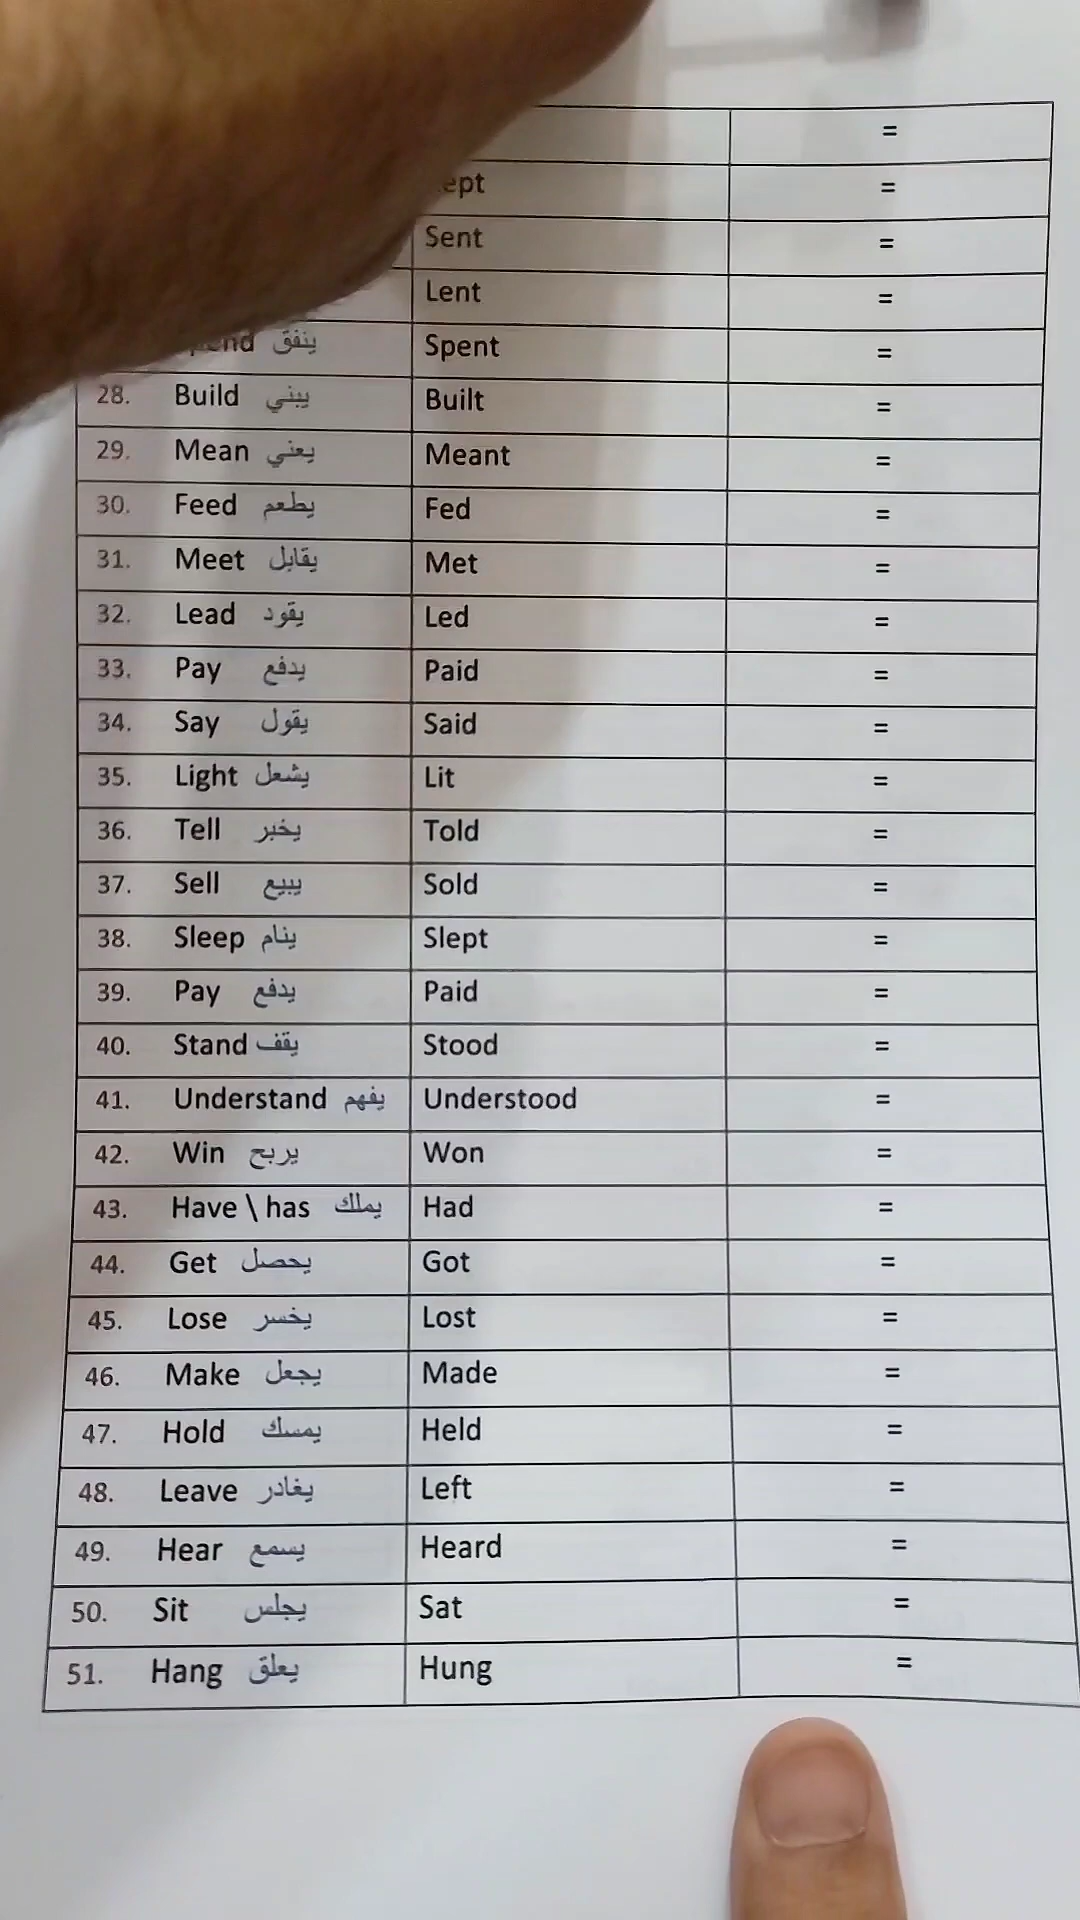 =
=
Sent =
Lent =
ينفق Spent =
28. Build يبني Built =
29. Mean يعني Meant =
30. Feed يطعم Fed =
31. Meet يقابل Met =
32. Lead يقود Led =
33. Pay يدفع Paid =
34. Say يقول Said =
35. Light يشعل Lit =
36. Tell يخبر Told =
37. Sell يبيع Sold =
38. Sleep ينام Slept =
39. Pay يدفع Paid =
40. Stand يقف Stood =
41. Understand يفهم Understood =
42. Win يربح Won =
43. Have \ has يملك Had =
44. Get يحصل Got =
45. Lose يخسر Lost =
46. Make يجعل Made =
47. Hold يمسك Held =
48. Leave يغادر Left =
49. Hear يسمع Heard =
50. Sit يجلس Sat =
51. Hang يعلق Hung =